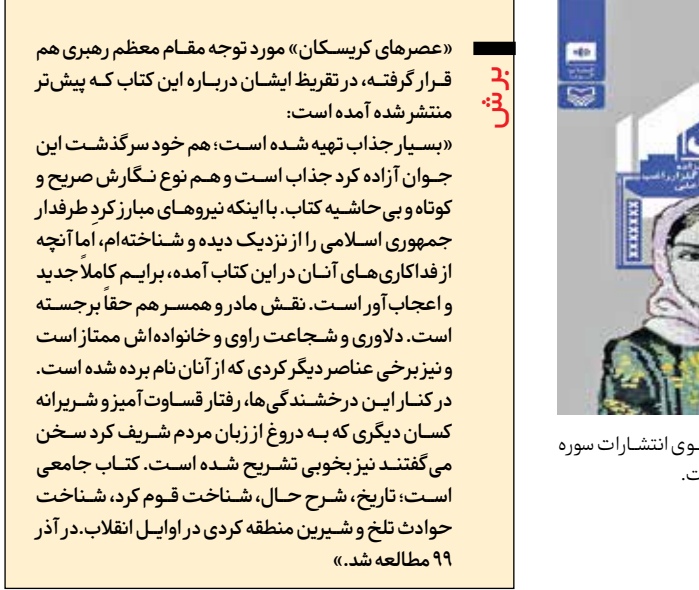 برش
«عصرهای کریسکان» مورد توجه مقام معظم رهبری هم
قرار گرفته، در تقریظ ایشان درباره این کتاب که پیش‌تر
منتشر شده آمده است:
«بسیار جذاب تهیه شده است؛ هم خود سرگذشت این
جوان آزاده کرد جذاب است و هم نوع نگارش صریح و
کوتاه و بی‌حاشیه کتاب. با اینکه نیروهای مبارز کردِ طرفدار
جمهوری اسلامی را از نزدیک دیده و شناخته‌ام، اما آنچه
از فداکاری‌های آنان در این کتاب آمده، برایم کاملاً جدید
و اعجاب‌آور است. نقش مادر و همسر هم حقاً برجسته
است. دلاوری و شجاعت راوی و خانواده‌اش ممتاز است
و نیز برخی عناصر دیگر کردی که از آنان نام برده شده است.
در کنار این درخشندگی‌ها، رفتار قساوت‌آمیز و شریرانه
کسان دیگری که به دروغ از زبان مردم شریف کرد سخن
می‌گفتند نیز بخوبی تشریح شده است. کتاب جامعی
است؛ تاریخ، شرح حال، شناخت قوم کرد، شناخت
حوادث تلخ و شیرین منطقه کردی در اوایل انقلاب.در آذر
۹۹ مطالعه شد.»
وی انتشارات سوره
ت.